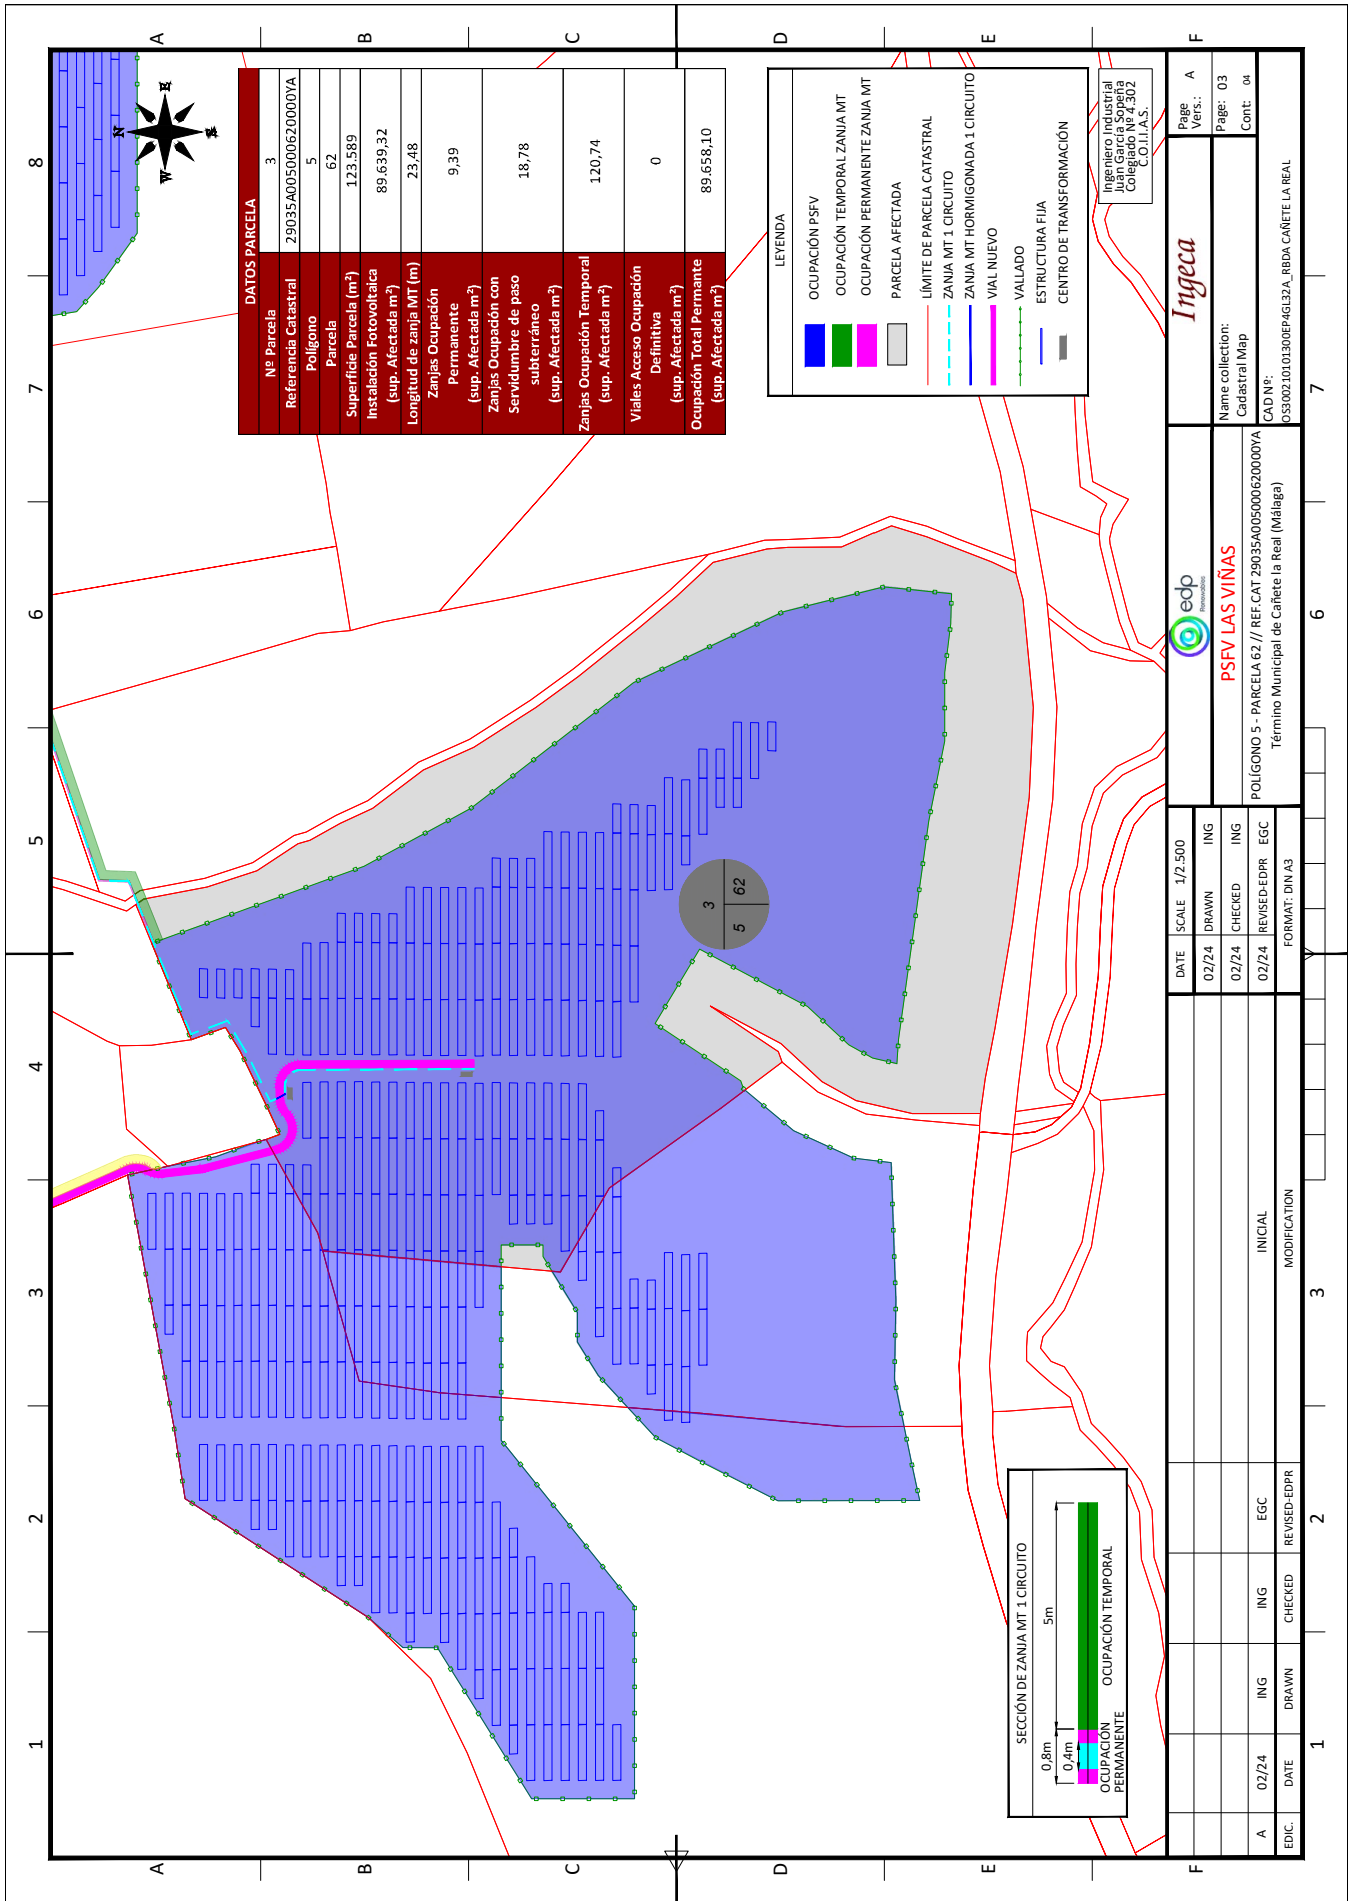 1 2 3 4 5 6 7 8
A B C D E F
N
W E
S
DATOS PARCELA
Nº Parcela 3
Referencia Catastral 29035A005000620000YA
Polígono 5
Parcela 62
Superficie Parcela (m²) 123.589
Instalación Fotovoltaica
(sup. Afectada m²) 89.639,32
Longitud de zanja MT (m) 23,48
Zanjas Ocupación
Permanente
(sup. Afectada m²) 9,39
Zanjas Ocupación con
Servidumbre de paso
subterráneo
(sup. Afectada m²) 18,78
Zanjas Ocupación Temporal
(sup. Afectada m²) 120,74
Viales Acceso Ocupación
Definitiva
(sup. Afectada m²) 0
Ocupación Total Permante
(sup. Afectada m²) 89.658,10
LEYENDA
OCUPACIÓN PSFV
OCUPACIÓN TEMPORAL ZANJA MT
OCUPACIÓN PERMANENTE ZANJA MT
PARCELA AFECTADA
LÍMITE DE PARCELA CATASTRAL
ZANJA MT 1 CIRCUITO
ZANJA MT HORMIGONADA 1 CIRCUITO
VIAL NUEVO
VALLADO
ESTRUCTURA FIJA
CENTRO DE TRANSFORMACIÓN
Ingeniero Industrial
Juan García Sopeña
Colegiado Nº 4.302
C.O.I.I.A.S.
3
5 62
SECCIÓN DE ZANJA MT 1 CIRCUITO
0,8m 5m
0,4m
OCUPACIÓN
PERMANENTE
OCUPACIÓN TEMPORAL
A 02/24 ING ING EGC INICIAL
EDIC. DATE DRAWN CHECKED REVISED-EDPR MODIFICATION
DATE SCALE 1/2.500
02/24 DRAWN ING
02/24 CHECKED ING
02/24 REVISED-EDPR EGC
FORMAT: DIN A3
edp
Renewables
PSFV LAS VIÑAS
POLÍGONO 5 - PARCELA 62 // REF.CAT 29035A005000620000YA
Término Municipal de Cañete la Real (Málaga)
Ingeca
Name collection:
Cadastral Map
CAD Nº:
OS300210101300EP4GL32A_RBDA CAÑETE LA REAL
Page
Vers.: A
Page: 03
Cont: 04
A B C D E F
1 2 3 4 5 6 7